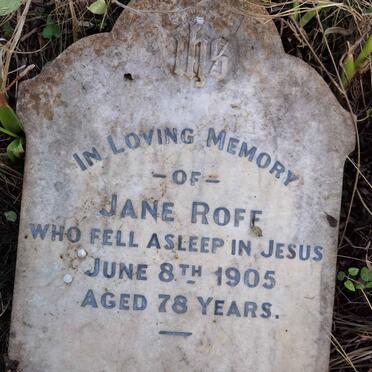 IHS
IN LOVING MEMORY
-OF-
JANE ROFF
WHO FELL ASLEEP IN JESUS
JUNE 8TH 1905
AGED 78 YEARS.